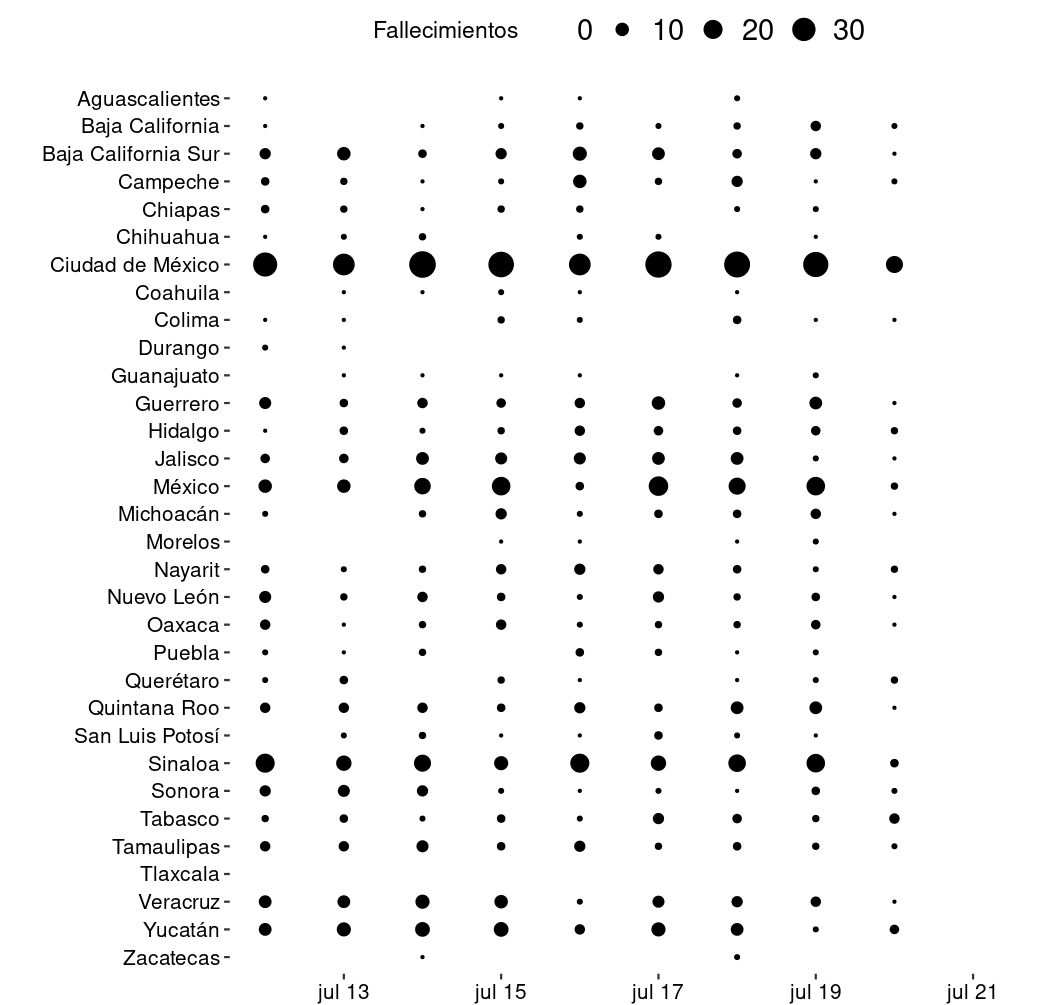 Fallecimientos 0 10 20 30
Aguascalientes
Baja California
Baja California Sur
Campeche
Chiapas
Chihuahua
Ciudad de México
Coahuila
Colima
Durango
Guanajuato
Guerrero
Hidalgo
Jalisco
México
Michoacán
Morelos
Nayarit
Nuevo León
Oaxaca
Puebla
Querétaro
Quintana Roo
San Luis Potosí
Sinaloa
Sonora
Tabasco
Tamaulipas
Tlaxcala
Veracruz
Yucatán
Zacatecas
jul 13 jul 15 jul 17 jul 19 jul 21